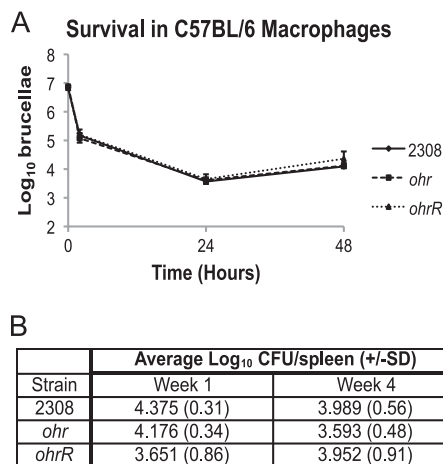 A
Survival in C57BL/6 Macrophages
Log10 brucellae
8
7
6
5
4
3
2
0
24
48
Time (Hours)
2308
ohr
ohrR
B
Average Log10 CFU/spleen (+/-SD)
Strain Week 1 Week 4
2308 4.375 (0.31) 3.989 (0.56)
ohr 4.176 (0.34) 3.593 (0.48)
ohrR 3.651 (0.86) 3.952 (0.91)